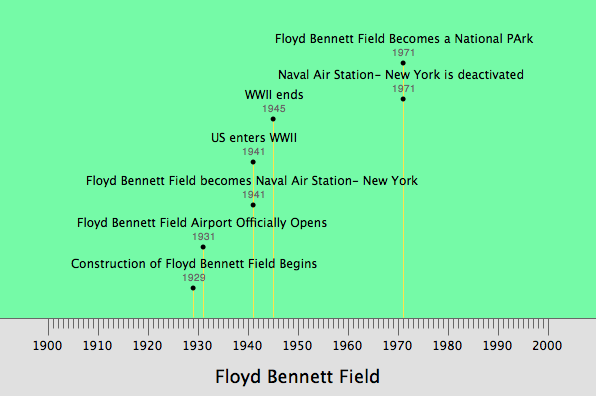 Floyd Bennett Field Becomes a National PArk
1971
Naval Air Station- New York is deactivated
1971
WWII ends
1945
US enters WWII
1941
Floyd Bennett Field becomes Naval Air Station- New York
1941
Floyd Bennett Field Airport Officially Opens
1931
Construction of Floyd Bennett Field Begins
1929
1900 1910 1920 1930 1940 1950 1960 1970 1980 1990 2000
Floyd Bennett Field